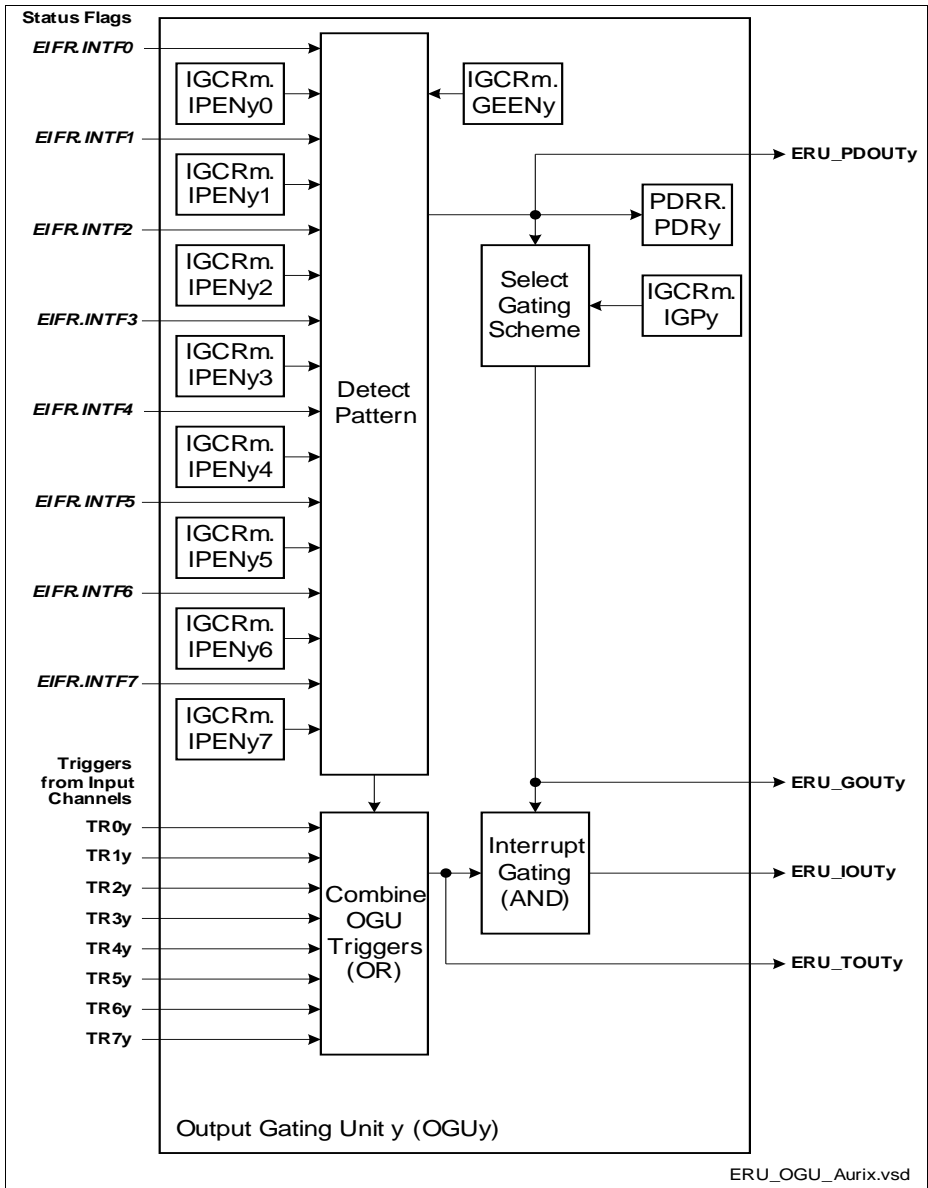 Status Flags
EIFR.INTF0
IGCRm.
IPENy0
IGCRm.
GEENy
EIFR.INTF1
IGCRm.
IPENy1
ERU_PDOUTy
EIFR.INTF2
PDRR.
PDRy
IGCRm.
IPENy2
Select
Gating
Scheme
IGCRm.
IGPy
EIFR.INTF3
IGCRm.
IPENy3
Detect
Pattern
EIFR.INTF4
IGCRm.
IPENy4
EIFR.INTF5
IGCRm.
IPENy5
EIFR.INTF6
IGCRm.
IPENy6
EIFR.INTF7
IGCRm.
IPENy7
Triggers
from Input
Channels
ERU_GOUTy
TR0y
TR1y
TR2y
TR3y
TR4y
TR5y
TR6y
TR7y
Combine
OGU
Triggers
(OR)
Interrupt
Gating
(AND)
ERU_IOUTy
ERU_TOUTy
Output Gating Unit y (OGUy)
ERU_OGU_Aurix.vsd